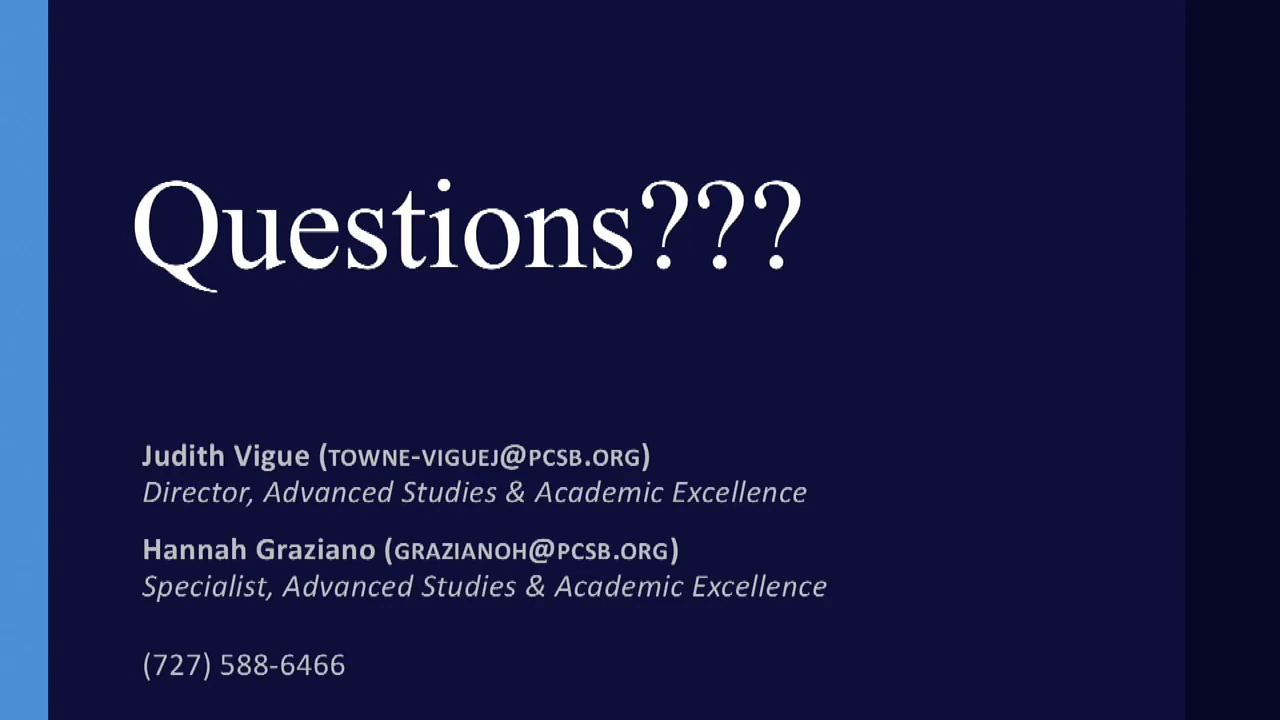 Questions???
Judith Vigue (TOWNE-VIGUEJ@PCSB.ORG)
Director, Advanced Studies & Academic Excellence
Hannah Graziano (GRAZIANOH@PCSB.ORG)
Specialist, Advanced Studies & Academic Excellence
(727) 588-6466